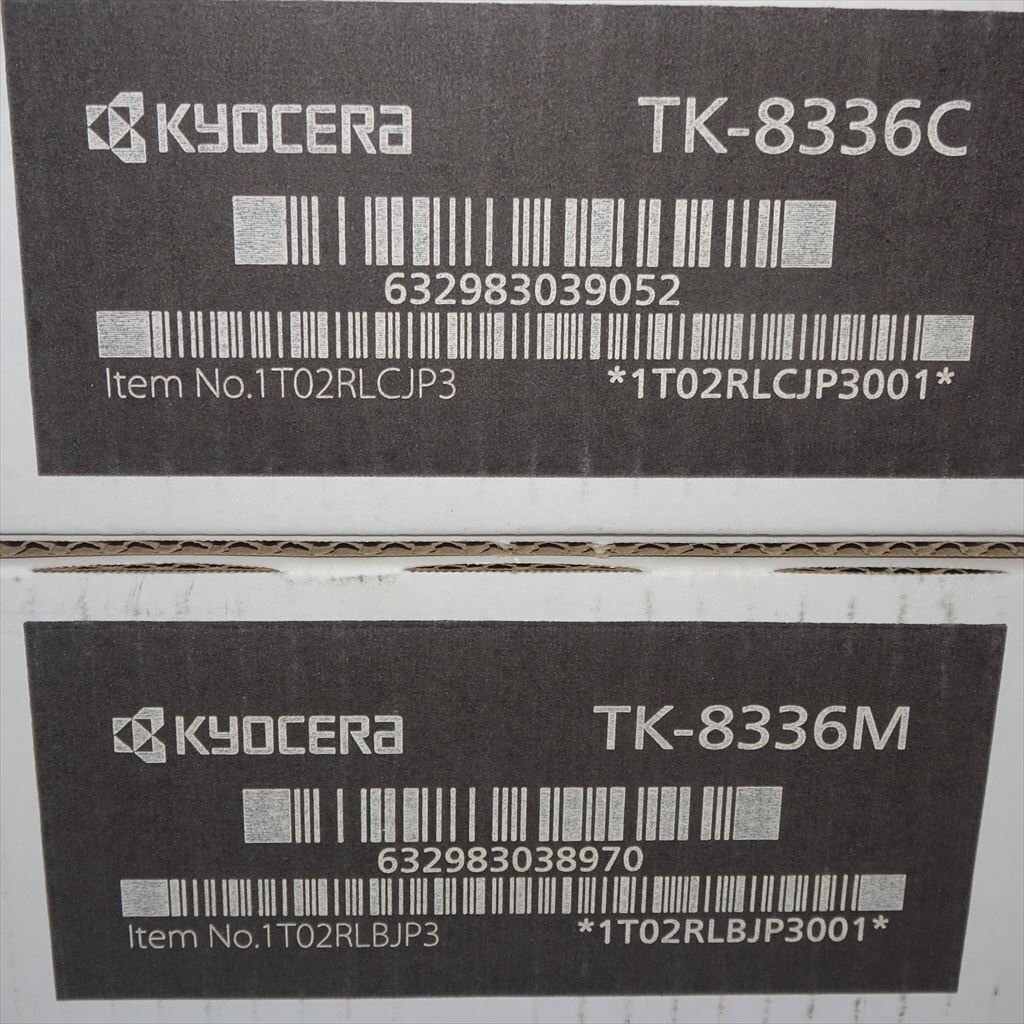 KYOCERA TK-8336C
632983039052
Item No.1T02RLCJP3 *1T02RLCJP3001*
KYOCERA TK-8336M
632983038970
Item No.1T02RLBJP3 *1T02RLBJP3001*